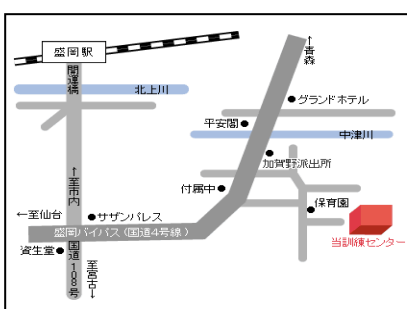 ↑青森
盛岡駅
開運橋
北上川
グランドホテル
平安閣
中津川
加賀野派出所
↑至市内
付属中
保育園
←至仙台
サザンパレス
盛岡バイパス(国道4号線)
当訓練センター
資生堂
国道108号
至宮古↓